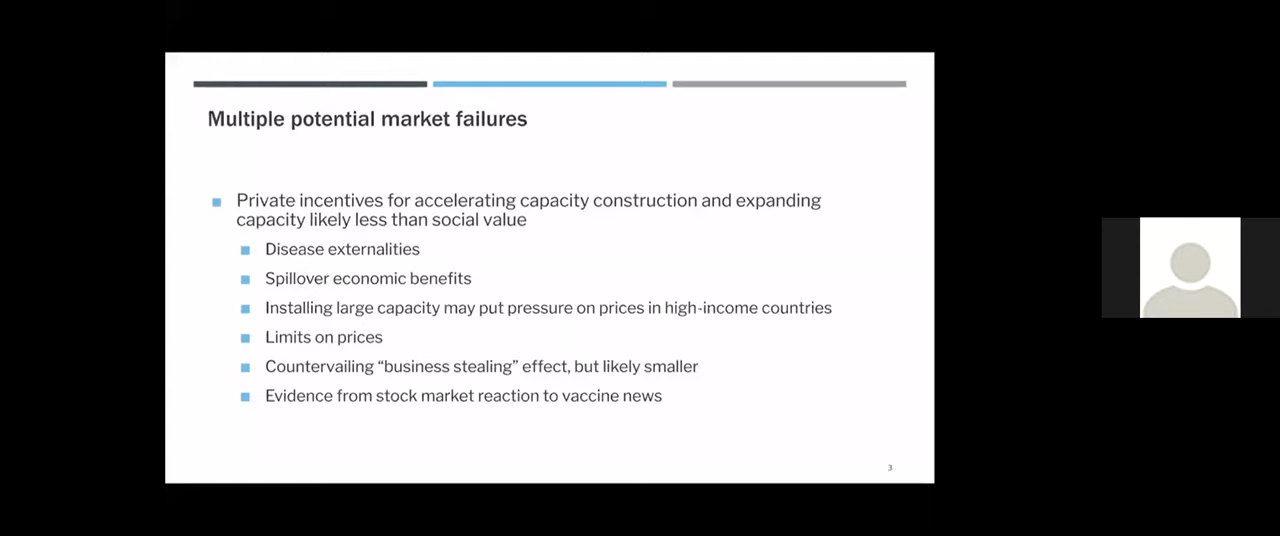 Multiple potential market failures
Private incentives for accelerating capacity construction and expanding
capacity likely less than social value
Disease externalities
Spillover economic benefits
Installing large capacity may put pressure on prices in high-income countries
Limits on prices
Countervailing “business stealing” effect, but likely smaller
Evidence from stock market reaction to vaccine news
3